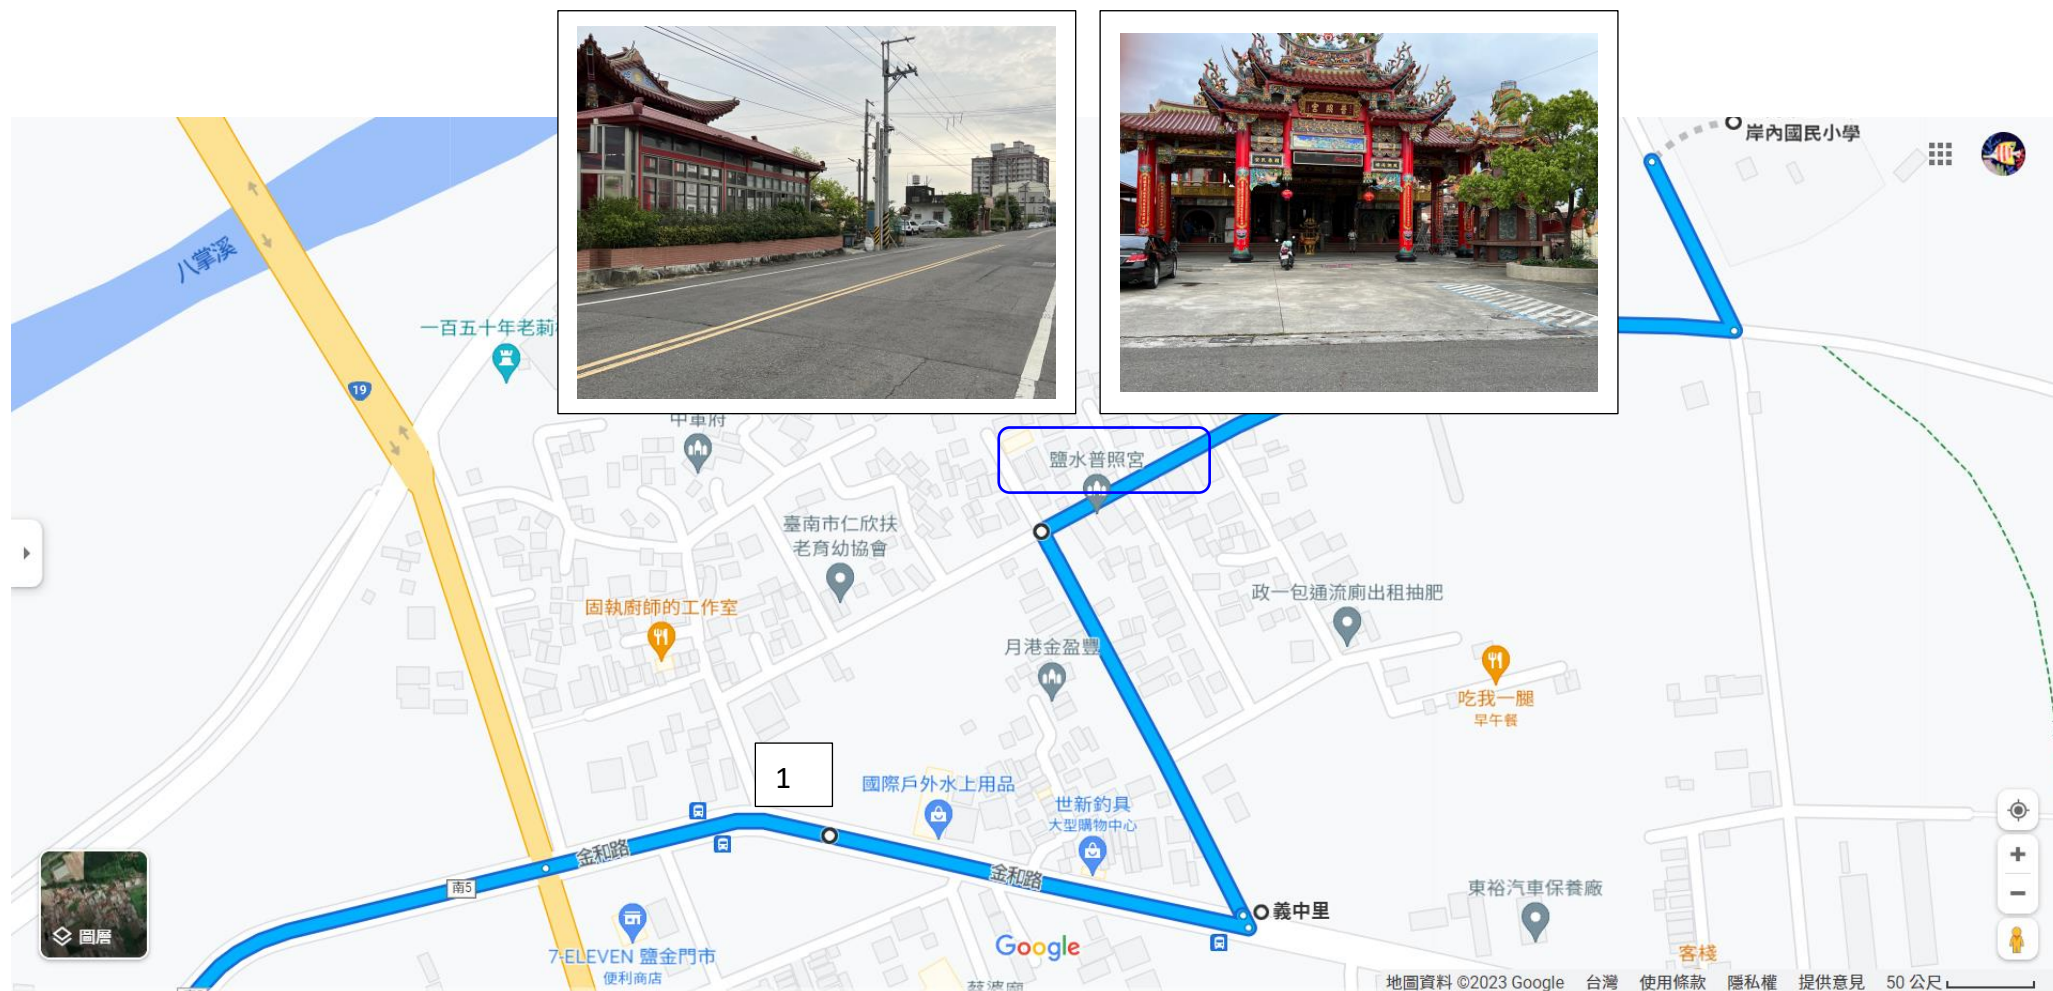 普照宮
岸內國民小學
八掌溪
一百五十年老莿
19
中軍府
鹽水普照宮
臺南市仁欣扶
老育幼協會
固執廚師的工作室
政一包通流廁出租抽肥
月港金盈豐
吃我一腿
早午餐
1
國際戶外水上用品
世新釣具
大型購物中心
金和路
金和路
南5
義中里
東裕汽車保養廠
圖層
7-ELEVEN 鹽金門市
便利商店
Google
客棧
蔡婆廟
地圖資料 ©2023 Google 台灣 使用條款 隱私權 提供意見 50 公尺